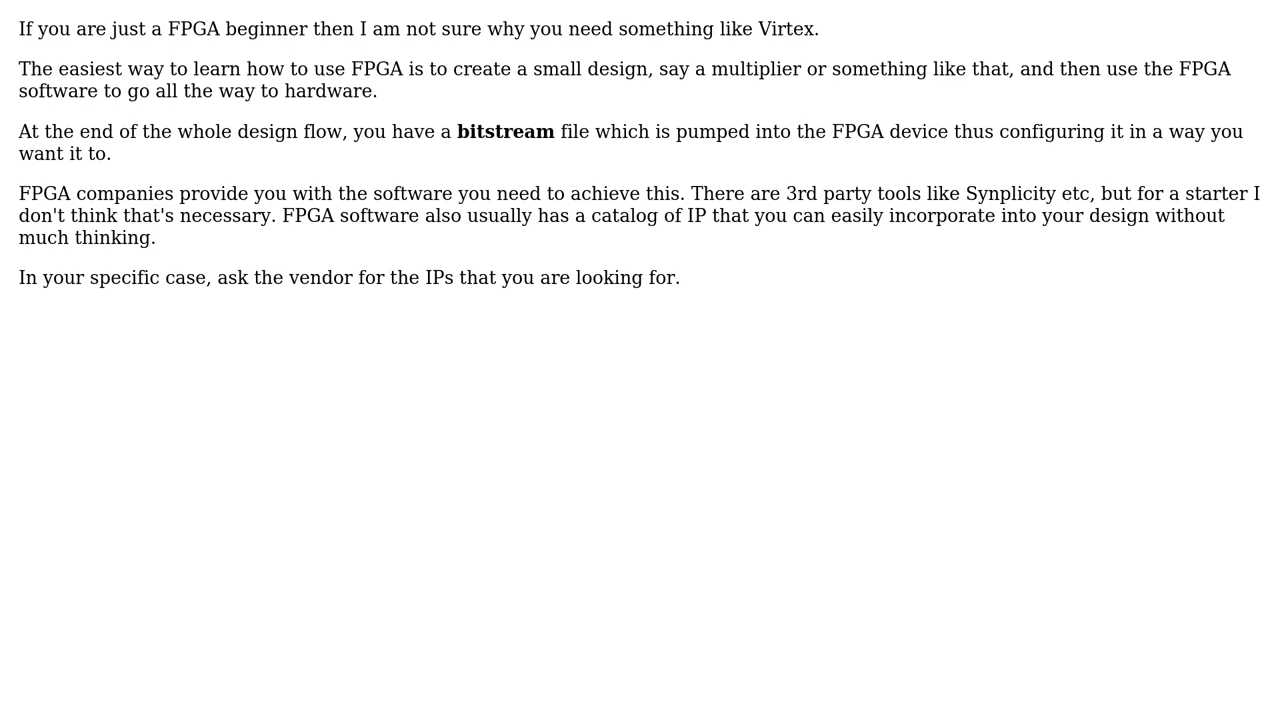 If you are just a FPGA beginner then I am not sure why you need something like Virtex.
The easiest way to learn how to use FPGA is to create a small design, say a multiplier or something like that, and then use the FPGA
software to go all the way to hardware.
At the end of the whole design flow, you have a bitstream file which is pumped into the FPGA device thus configuring it in a way you
want it to.
FPGA companies provide you with the software you need to achieve this. There are 3rd party tools like Synplicity etc, but for a starter I
don't think that's necessary. FPGA software also usually has a catalog of IP that you can easily incorporate into your design without
much thinking.
In your specific case, ask the vendor for the IPs that you are looking for.